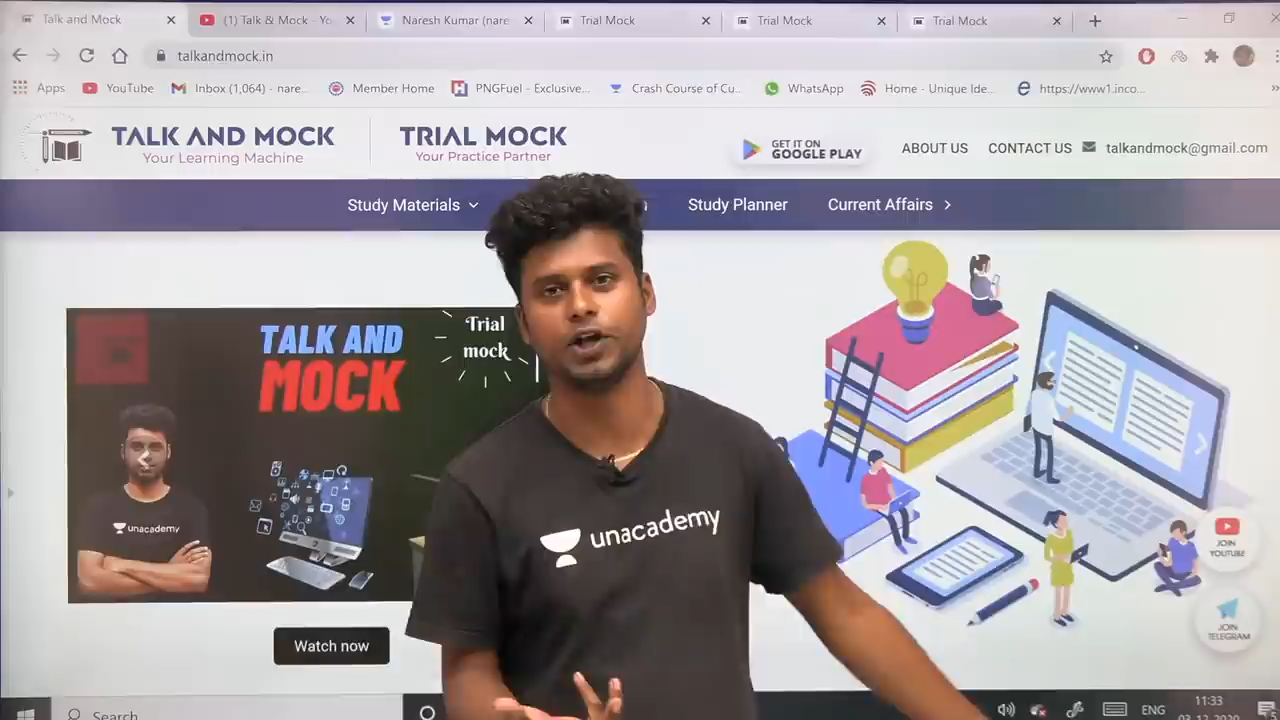 Talk and Mock
(1) Talk & Mock - Yo
Naresh Kumar (nare
Trial Mock
Trial Mock
Trial Mock
talkandmock.in
Apps
YouTube
Inbox (1,064) - nare...
Member Home
PNGFuel - Exclusive...
Crash Course of Cu...
WhatsApp
Home - Unique Ide...
https://www1.inco...
TALK AND MOCK
Your Learning Machine
TRIAL MOCK
Your Practice Partner
GET IT ON
GOOGLE PLAY
ABOUT US
CONTACT US
talkandmock@gmail.com
Study Materials
Study Planner
Current Affairs
TALK AND
MOCK
Trial
mock
unacademy
unacademy
Watch now
JOIN
YOUTUBE
JOIN
TELEGRAM
Search
ENG
11:33